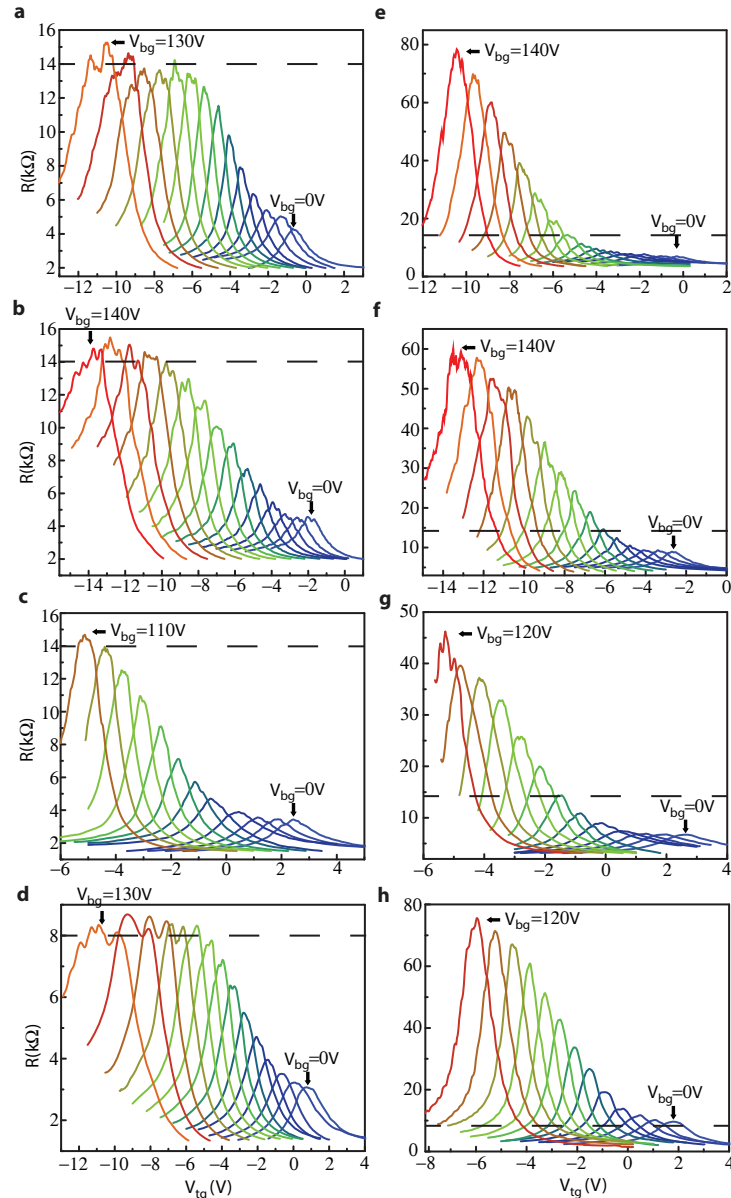 a
V_bg=130V
16
14
12
10
8
6
4
2
R(kΩ)
V_bg=0V
−12 −10 −8 −6 −4 −2 0 2
b
V_bg=140V
16
14
12
10
8
6
4
2
R(kΩ)
V_bg=0V
−14 −12 −10 −8 −6 −4 −2 0
c
V_bg=110V
16
14
12
10
8
6
4
2
R(kΩ)
V_bg=0V
−6 −4 −2 0 2 4
d
V_bg=130V
8
6
4
2
R(kΩ)
V_bg=0V
−12 −10 −8 −6 −4 −2 0 2 4
V_tg (V)
e
V_bg=140V
80
60
40
20
0
V_bg=0V
−12 −10 −8 −6 −4 −2 0 2
f
V_bg=140V
60
50
40
30
20
10
V_bg=0V
−14 −12 −10 −8 −6 −4 −2 0
g
V_bg=120V
50
40
30
20
10
0
V_bg=0V
−6 −4 −2 0 2 4
h
V_bg=120V
80
60
40
20
0
V_bg=0V
−8 −6 −4 −2 0 2 4
V_tg (V)